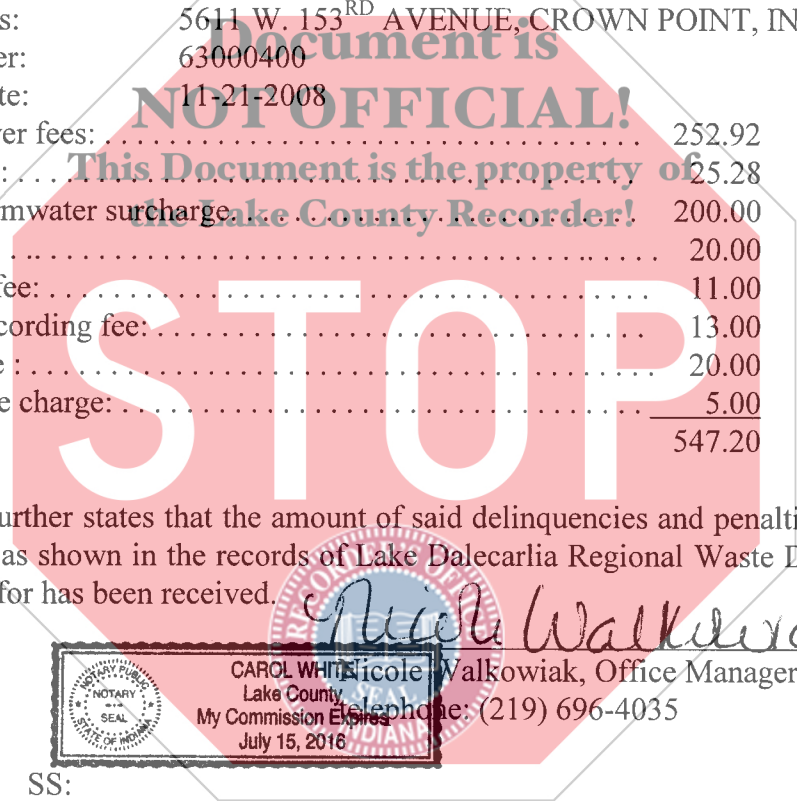 s: 5611 W. 153RD AVENUE, CROWN POINT, IN
Document is
er: 63000400
te: 11-21-2008
NOT OFFICIAL!
er fees: . . . . . . . . . . . . . . . . . . . . . . . . . . . . . . . . . . . 252.92
This Document is the property of
: . . . . . . . . . . . . . . . . . . . . . . . . . . . . . . . . . . . 25.28
mwater surcharge. . . . . . . . . . . . . . . . . . . . . . . . . . . . 200.00
the Lake County Recorder!
. . . . . . . . . . . . . . . . . . . . . . . . . . . . . . . . . . . 20.00
fee: . . . . . . . . . . . . . . . . . . . . . . . . . . . . . . . . . . . 11.00
cording fee: . . . . . . . . . . . . . . . . . . . . . . . . . . . . . . . 13.00
e : . . . . . . . . . . . . . . . . . . . . . . . . . . . . . . . . . . . 20.00
e charge: . . . . . . . . . . . . . . . . . . . . . . . . . . . . . . . . 5.00
547.20
STOP
urther states that the amount of said delinquencies and penalti
as shown in the records of Lake Dalecarlia Regional Waste D
for has been received.
Nicole Walkowia
Nicole Walkowiak, Office Manager
telephone: (219) 696-4035
CAROL WHITE
Lake County
My Commission Expires
July 15, 2016
NOTARY PUBLIC
NOTARY
SEAL
STATE OF INDIANA
SEAL
INDIANA
SS: